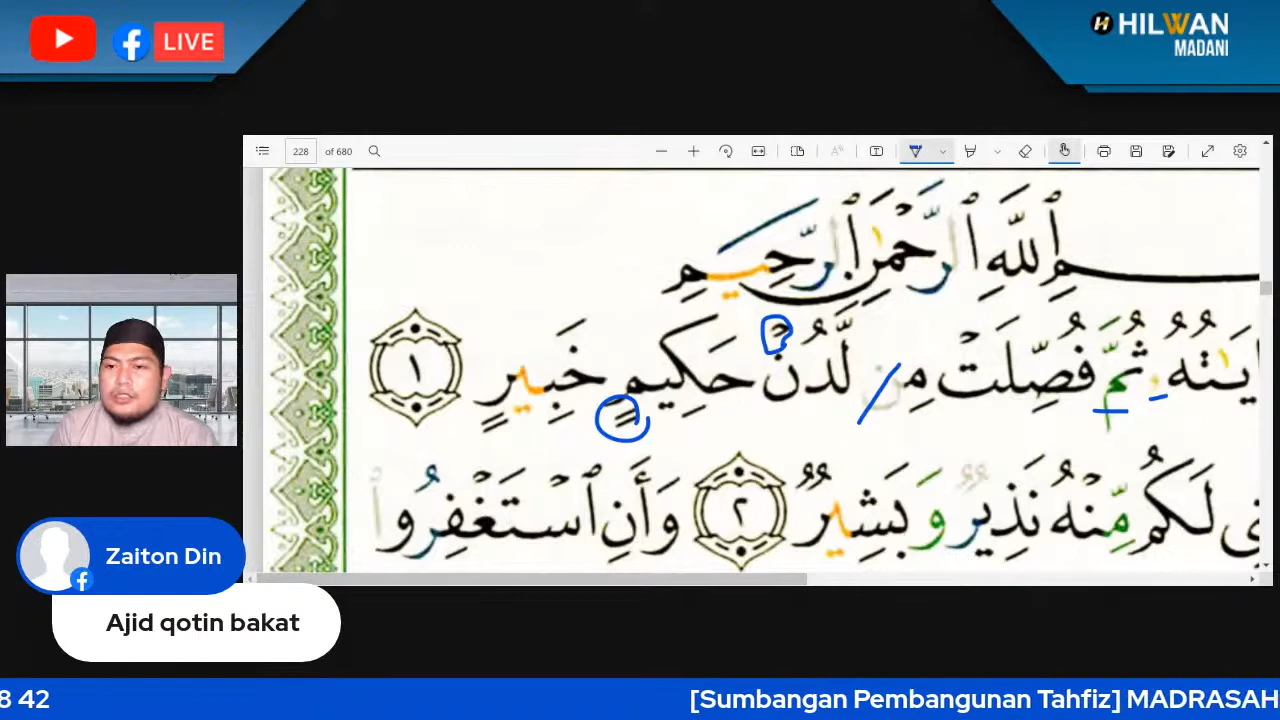 LIVE
HILWAN
MADANI
228 of 680
ـسم ٱللَّهِ ٱلرَّحْمَٰنِ ٱلرَّحِيمِ
ثُمَّ فُصِّلَتْ مِن لَّدُنْ حَكِيمٍ خَبِيرٍ ١
لَكُم مِّنْهُ نَذِيرٌ وَبَشِيرٌ ٢ وَأَنِ ٱسْتَغْفِرُوا
Zaiton Din
Ajid qotin bakat
8 42
[Sumbangan Pembangunan Tahfiz] MADRASAH